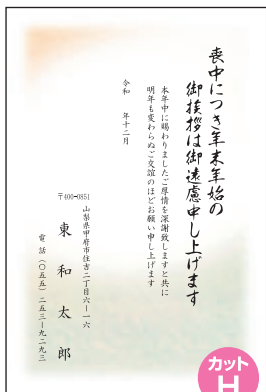 喪中につき年末年始の
御挨拶は御遠慮申し上げます
本年中に賜わりましたご厚情を深謝致しますと共に
明年も変わらぬご交誼のほどお願い申し上げます
令和　年十二月
〒400-0851
山梨県甲府市住吉二丁目六－一六
東和太郎
電話（〇五五）二五三－九二九三
カット
H